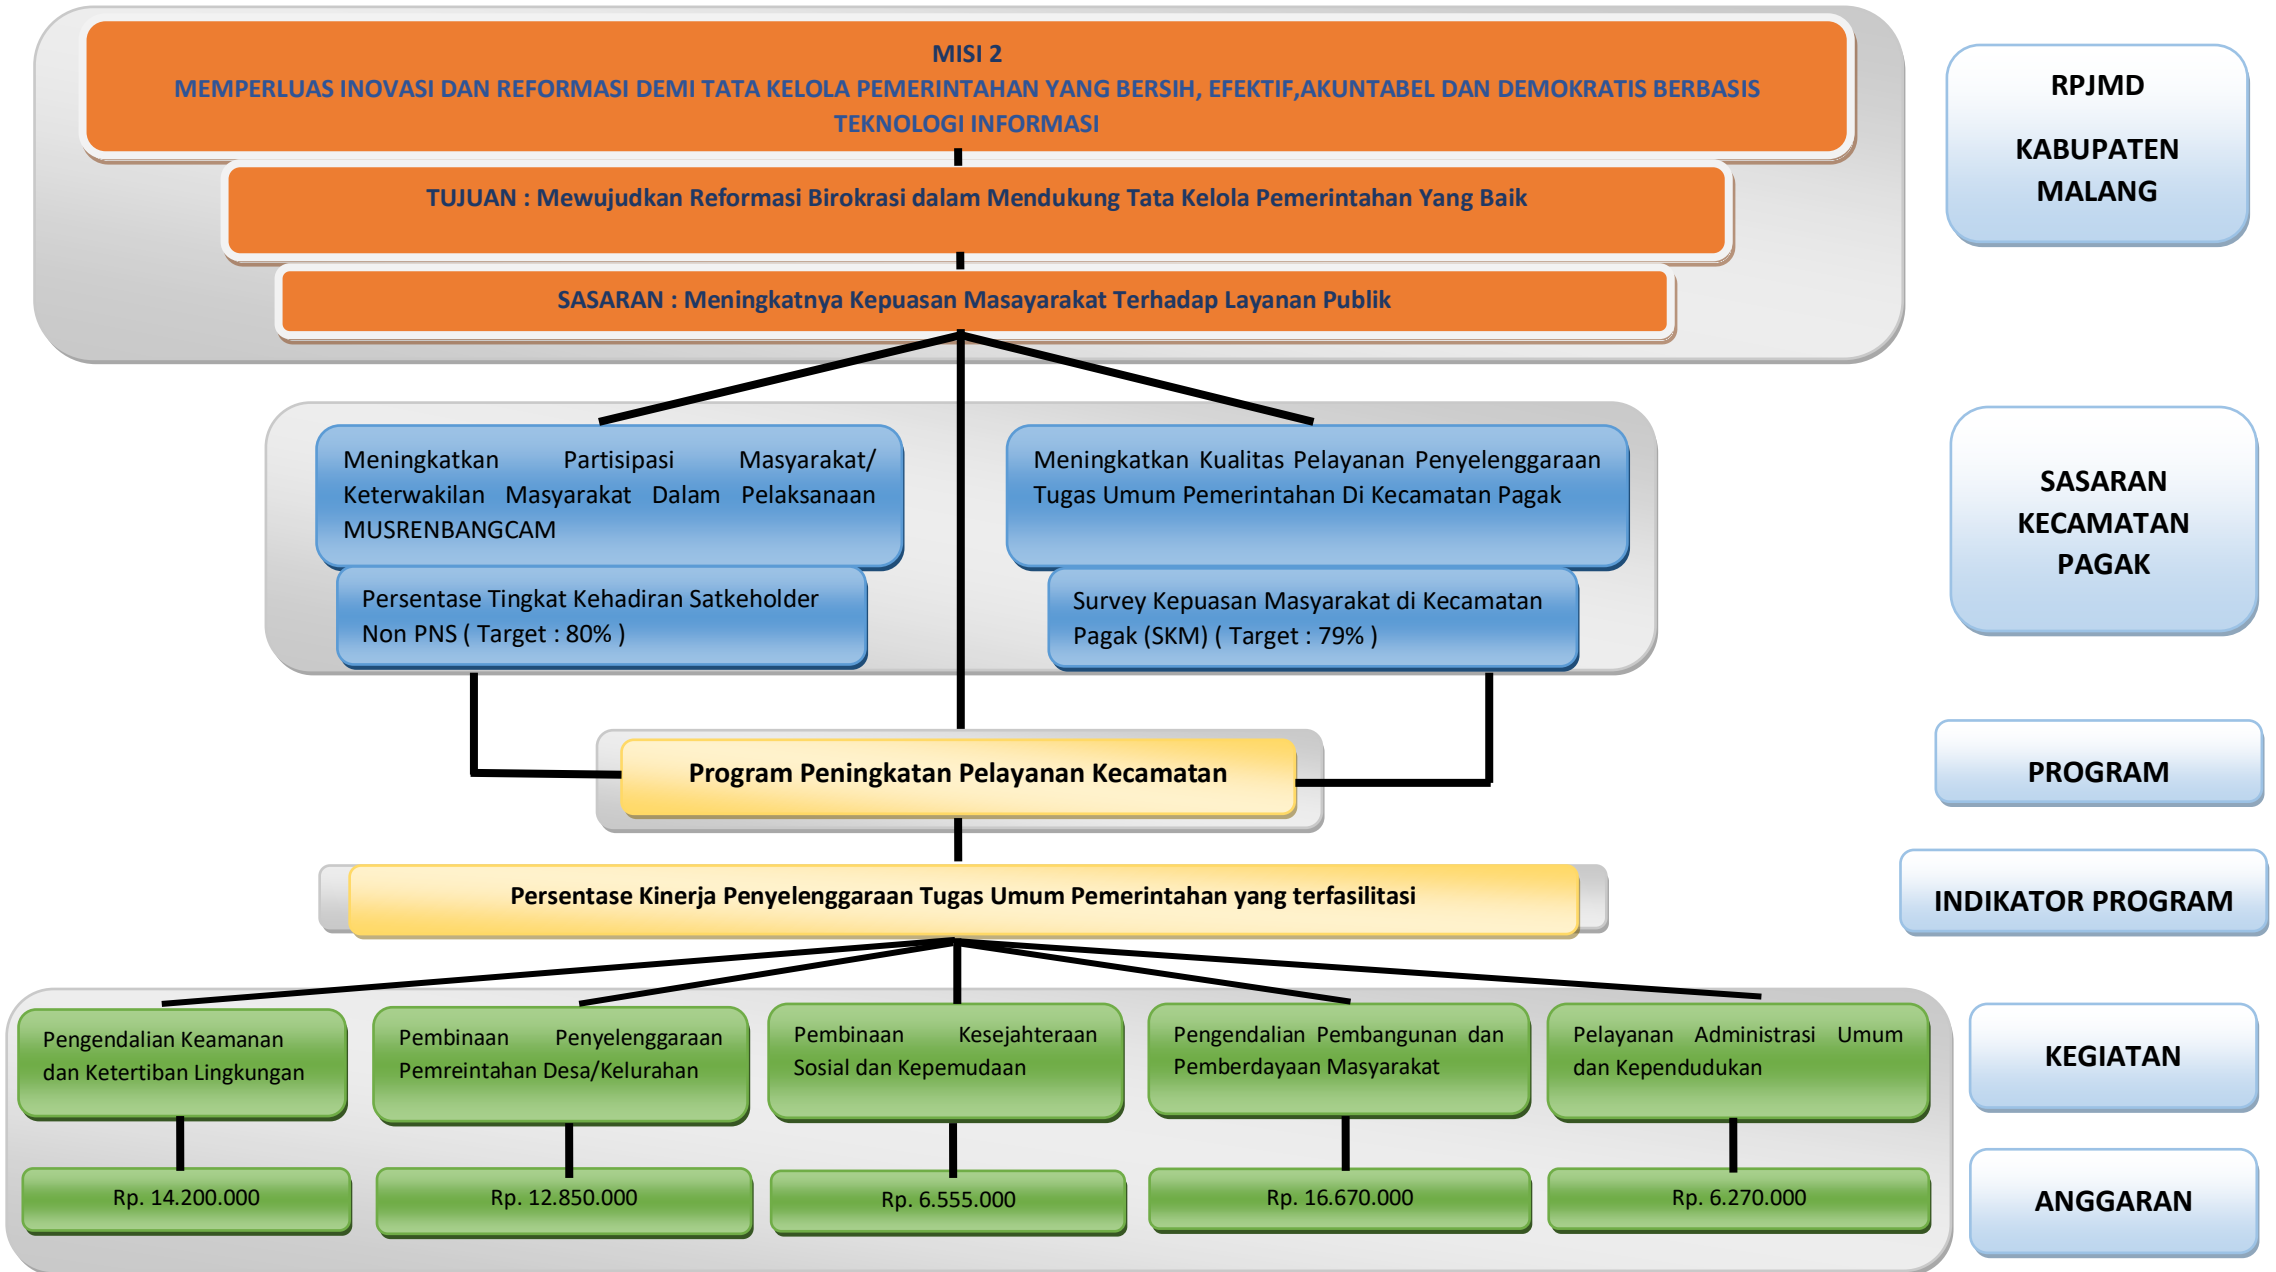 MISI 2
MEMPERLUAS INOVASI DAN REFORMASI DEMI TATA KELOLA PEMERINTAHAN YANG BERSIH, EFEKTIF,AKUNTABEL DAN DEMOKRATIS BERBASIS
TEKNOLOGI INFORMASI
RPJMD
KABUPATEN
MALANG
TUJUAN : Mewujudkan Reformasi Birokrasi dalam Mendukung Tata Kelola Pemerintahan Yang Baik
SASARAN : Meningkatnya Kepuasan Masayarakat Terhadap Layanan Publik
Meningkatkan Partisipasi Masyarakat/
Keterwakilan Masyarakat Dalam Pelaksanaan
MUSRENBANGCAM
Meningkatkan Kualitas Pelayanan Penyelenggaraan
Tugas Umum Pemerintahan Di Kecamatan Pagak
SASARAN
KECAMATAN
PAGAK
Persentase Tingkat Kehadiran Satkeholder
Non PNS ( Target : 80% )
Survey Kepuasan Masyarakat di Kecamatan
Pagak (SKM) ( Target : 79% )
Program Peningkatan Pelayanan Kecamatan
PROGRAM
Persentase Kinerja Penyelenggaraan Tugas Umum Pemerintahan yang terfasilitasi
INDIKATOR PROGRAM
Pengendalian Keamanan
dan Ketertiban Lingkungan
Pembinaan Penyelenggaraan
Pemreintahan Desa/Kelurahan
Pembinaan Kesejahteraan
Sosial dan Kepemudaan
Pengendalian Pembangunan dan
Pemberdayaan Masyarakat
Pelayanan Administrasi Umum
dan Kependudukan
KEGIATAN
Rp. 14.200.000
Rp. 12.850.000
Rp. 6.555.000
Rp. 16.670.000
Rp. 6.270.000
ANGGARAN